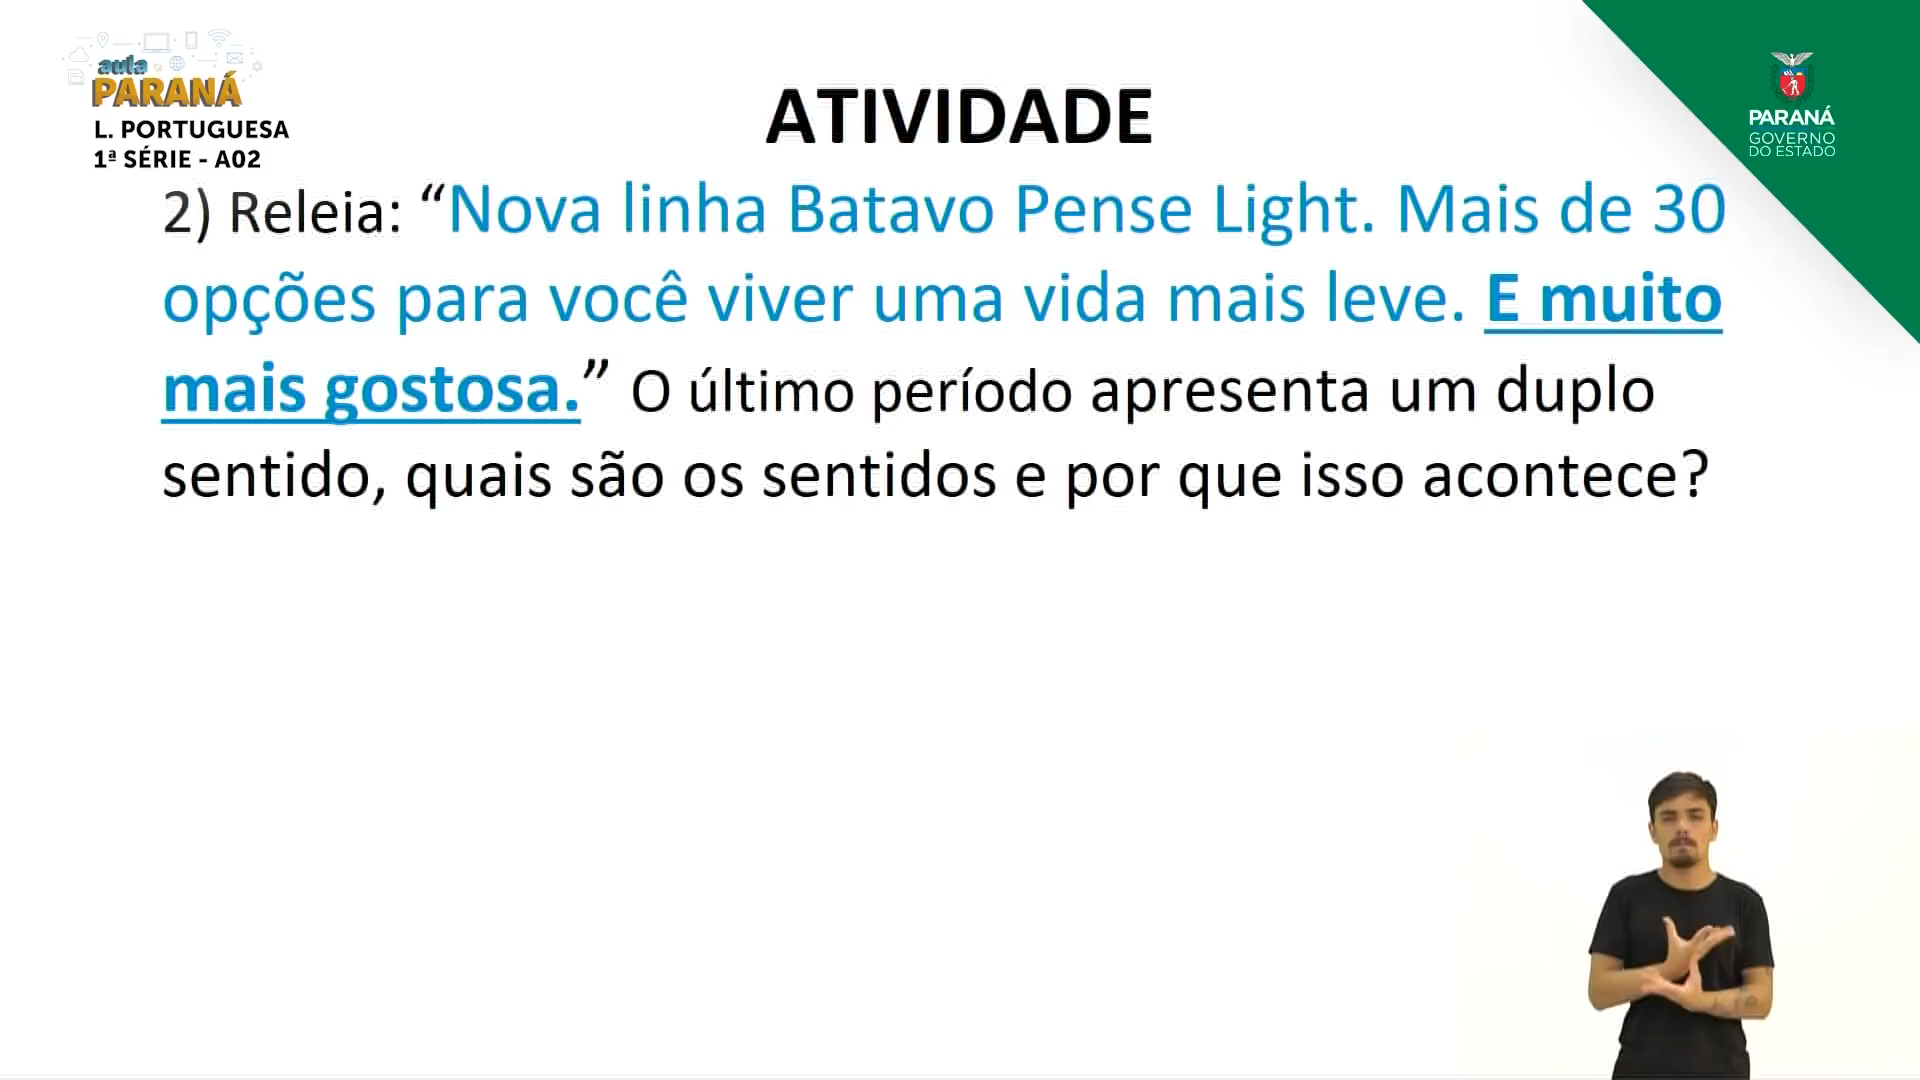 aula
PARANÁ
L. PORTUGUESA
1ª SÉRIE - A02
PARANÁ
GOVERNO
DO ESTADO
ATIVIDADE
2) Releia: “Nova linha Batavo Pense Light. Mais de 30
opções para você viver uma vida mais leve. E muito
mais gostosa.” O último período apresenta um duplo
sentido, quais são os sentidos e por que isso acontece?